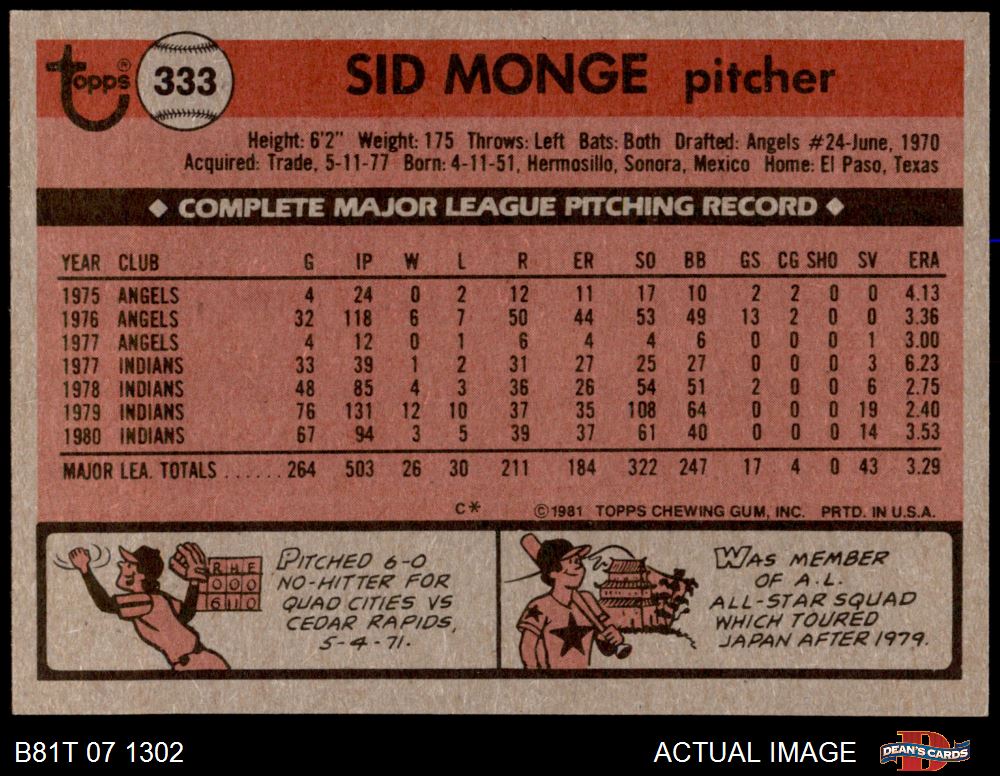 topps® 333 SID MONGE pitcher
Height: 6'2" Weight: 175 Throws: Left Bats: Both Drafted: Angels #24-June, 1970
Acquired: Trade, 5-11-77 Born: 4-11-51, Hermosillo, Sonora, Mexico Home: El Paso, Texas
◆ COMPLETE MAJOR LEAGUE PITCHING RECORD ◆
YEAR CLUB G IP W L R ER SO BB GS CG SHO SV ERA
1975 ANGELS 4 24 0 2 12 11 17 10 2 2 0 0 4.13
1976 ANGELS 32 118 6 7 50 44 53 49 13 2 0 0 3.36
1977 ANGELS 4 12 0 1 6 4 4 6 0 0 0 1 3.00
1977 INDIANS 33 39 1 2 31 27 25 27 0 0 0 3 6.23
1978 INDIANS 48 85 4 3 36 26 54 51 2 0 0 6 2.75
1979 INDIANS 76 131 12 10 37 35 108 64 0 0 0 19 2.40
1980 INDIANS 67 94 3 5 39 37 61 40 0 0 0 14 3.53
MAJOR LEA. TOTALS ...... 264 503 26 30 211 184 322 247 17 4 0 43 3.29
C* ©1981 TOPPS CHEWING GUM, INC. PRTD. IN U.S.A.
R H E
0 0 0
6 11 0
PITCHED 6-0
NO-HITTER FOR
QUAD CITIES VS
CEDAR RAPIDS,
5-4-71.
WAS MEMBER
OF A.L.
ALL-STAR SQUAD
WHICH TOURED
JAPAN AFTER 1979.
B81T 07 1302 ACTUAL IMAGE DEAN'S CARDS